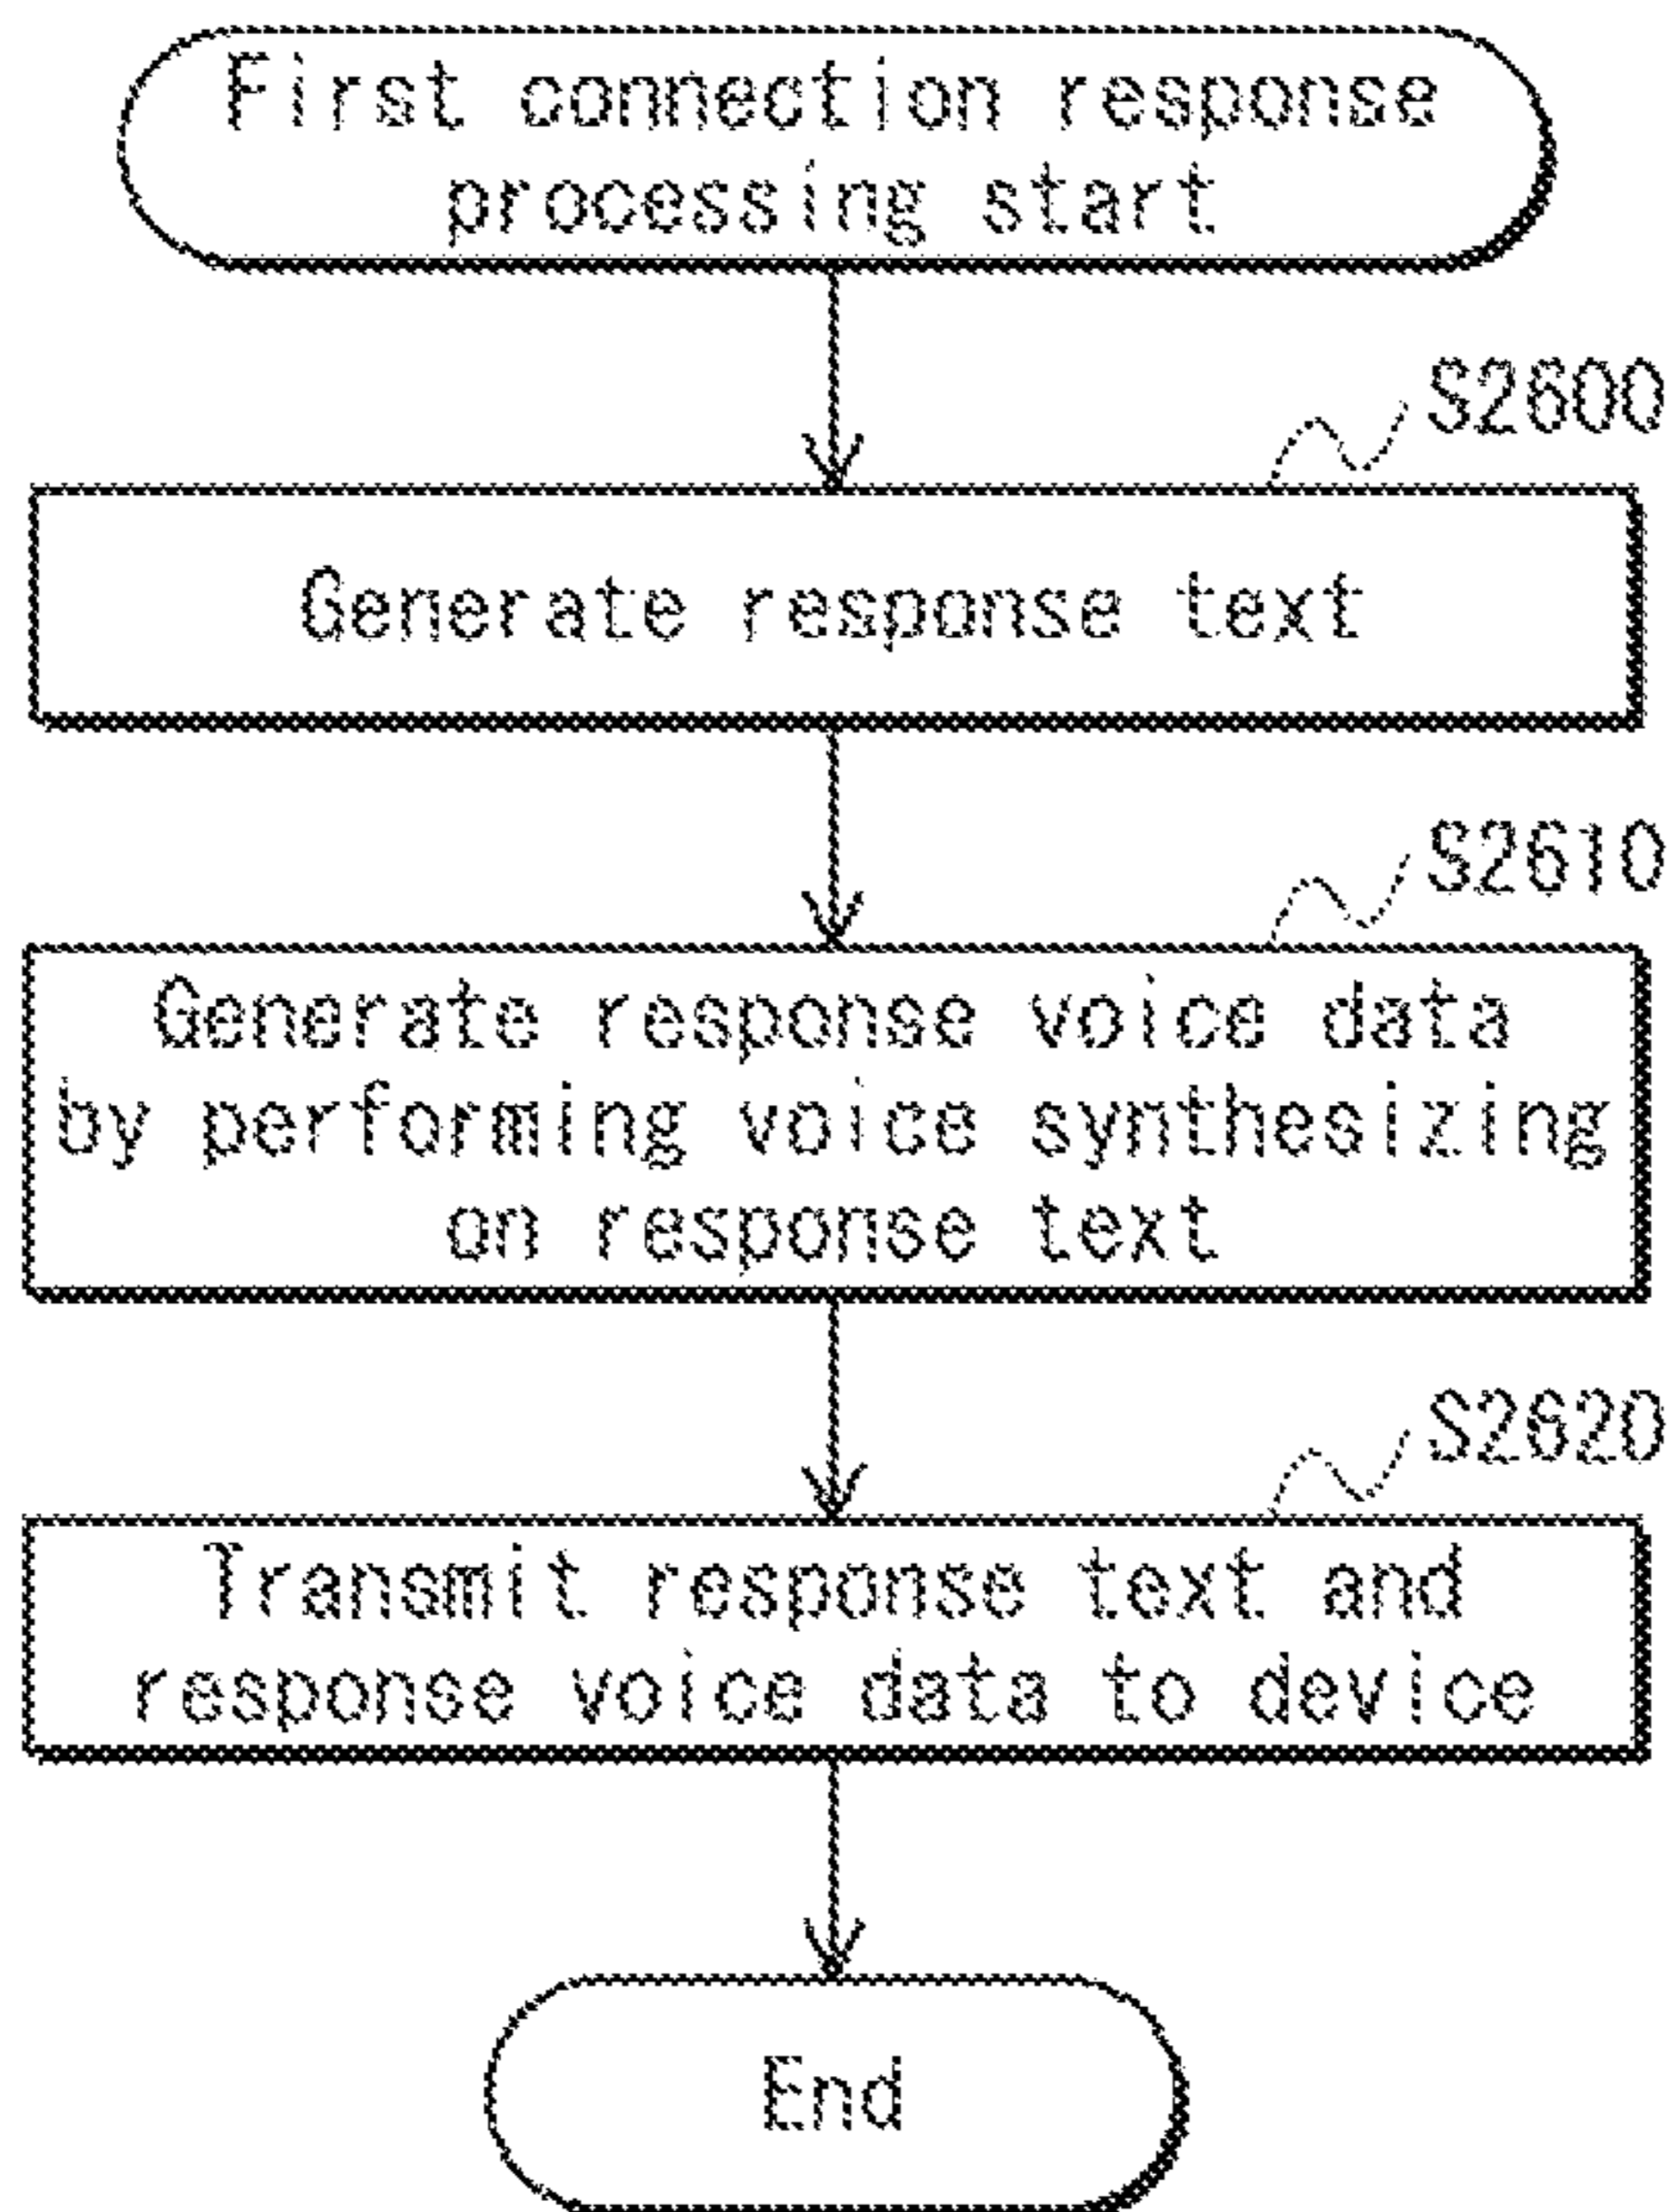 First connection response
processing start
S2600
Generate response text
S2610
Generate response voice data
by performing voice synthesizing
on response text
S2620
Transmit response text and
response voice data to device
End